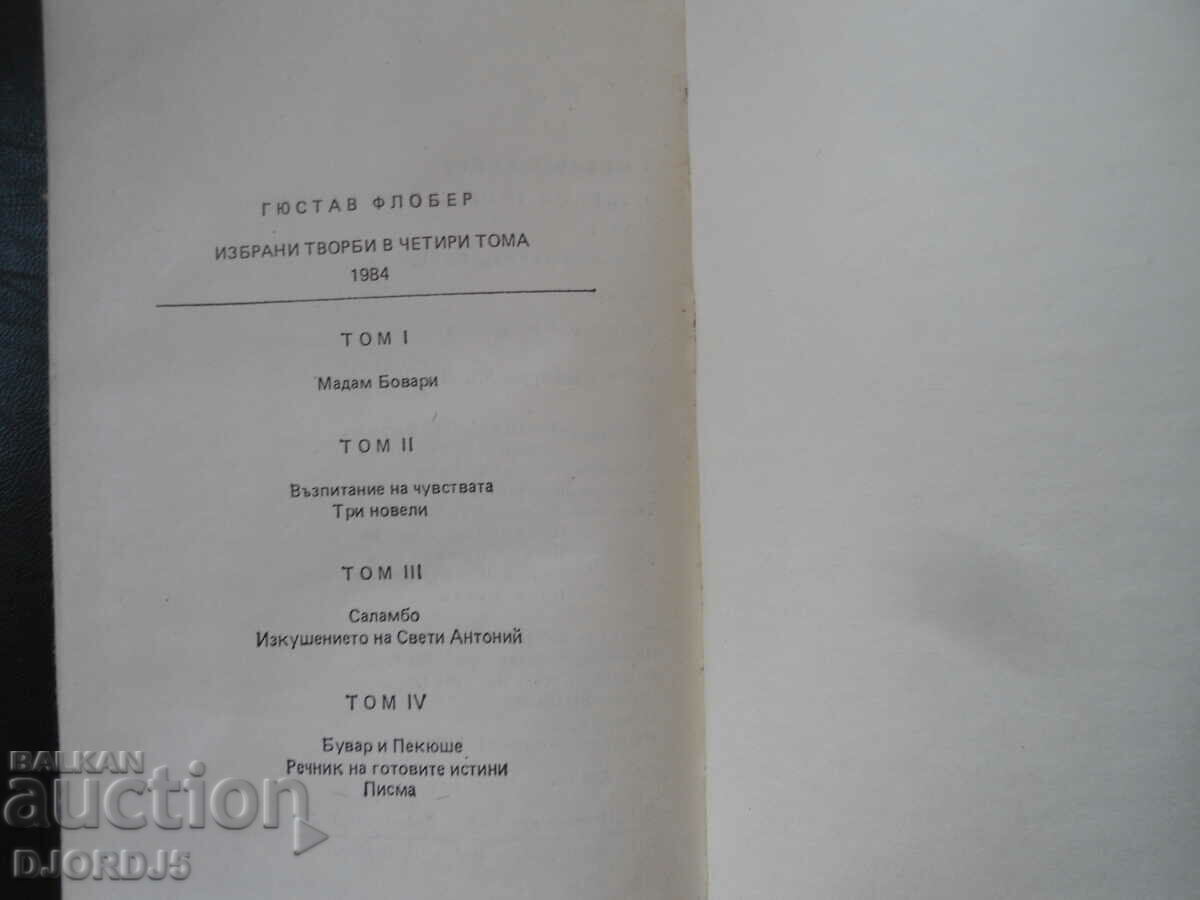 ГЮСТАВ ФЛОБЕР
ИЗБРАНИ ТВОРБИ В ЧЕТИРИ ТОМА
1984
ТОМ I
Мадам Бовари
ТОМ II
Възпитание на чувствата
Три новели
ТОМ III
Саламбо
Изкушението на Свети Антоний
ТОМ IV
Бувар и Пекюше
Речник на готовите истини
Писма
BALKAN
auction
DJORDJ5